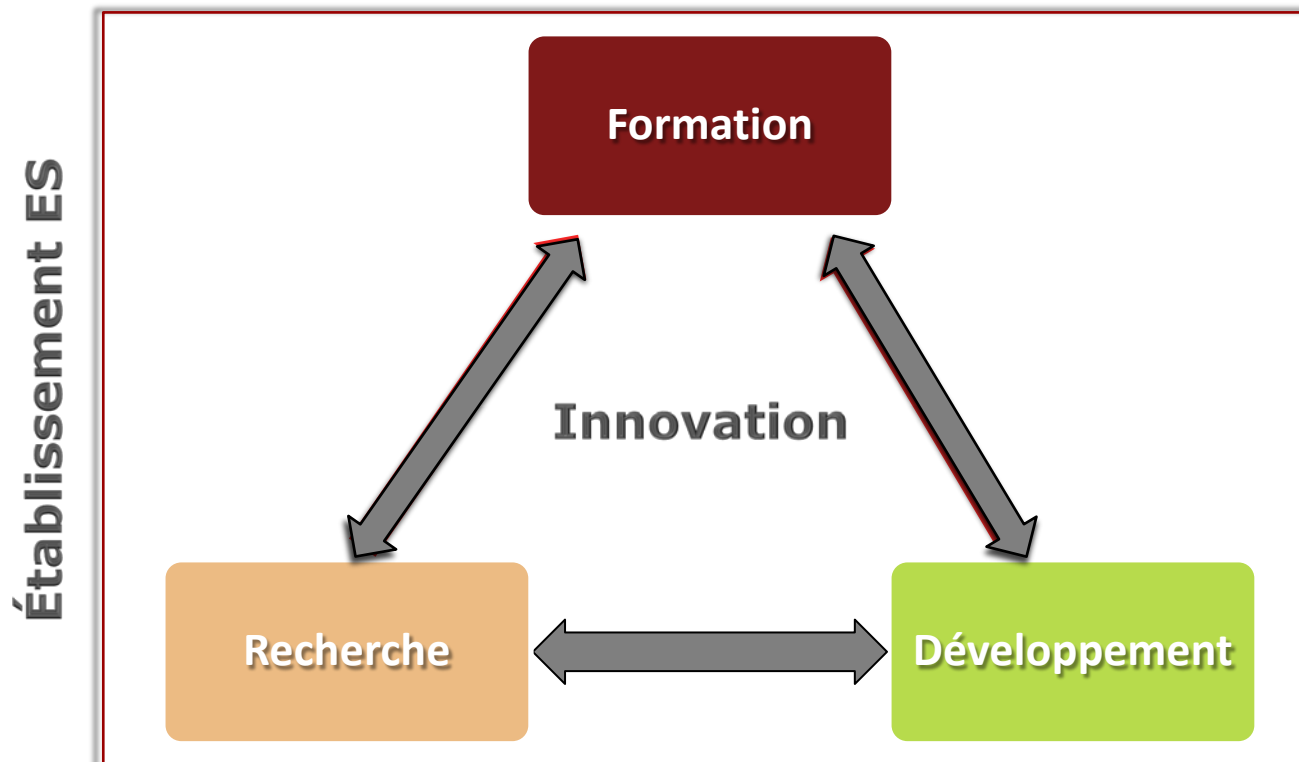 Établissement ES
Formation
Innovation
Recherche
Développement